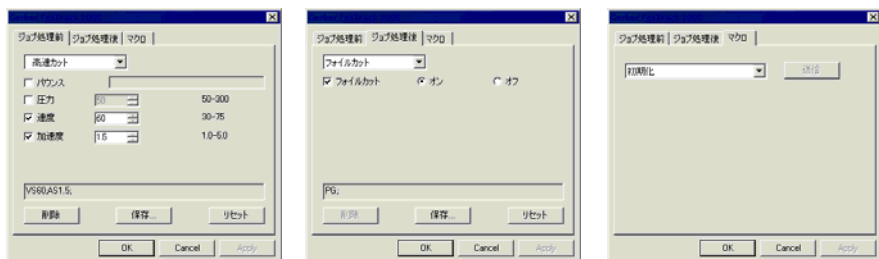 ジョブ処理前 ジョブ処理後 マクロ
高速カット
バウンス
圧力 50 50-300
速度 60 30-75
加速度 1.5 1.0-5.0
VS60,AS1.5;
削除 保存... リセット
OK Cancel Apply
ジョブ処理前 ジョブ処理後 マクロ
フォイルカット
フォイルカット オン オフ
PG;
削除 保存... リセット
OK Cancel Apply
ジョブ処理前 ジョブ処理後 マクロ
初期化 送信
OK Cancel Apply